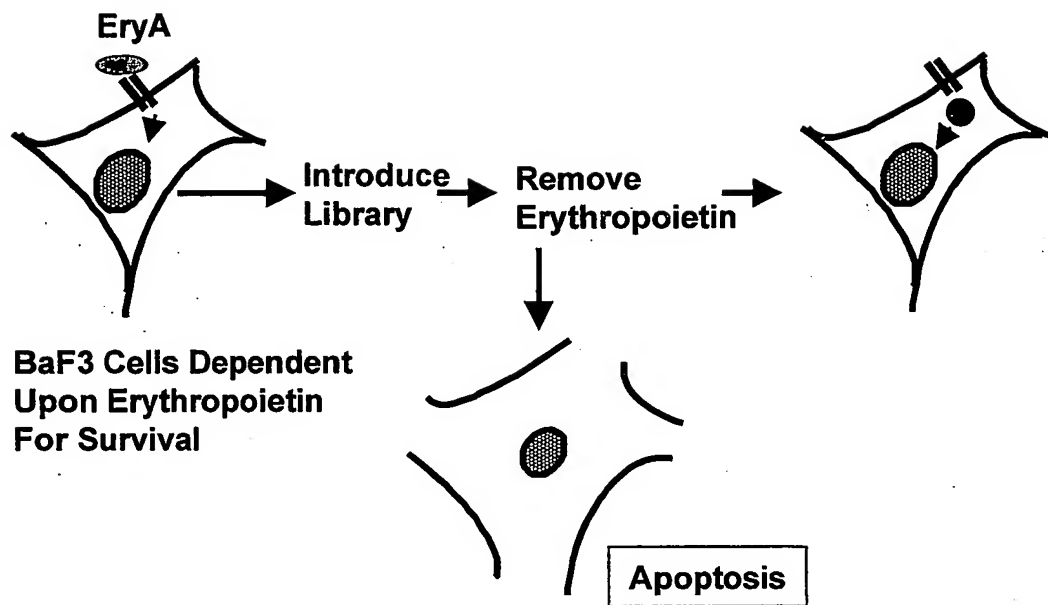 EryA
Introduce
Library
Remove
Erythropoietin
BaF3 Cells Dependent
Upon Erythropoietin
For Survival
Apoptosis